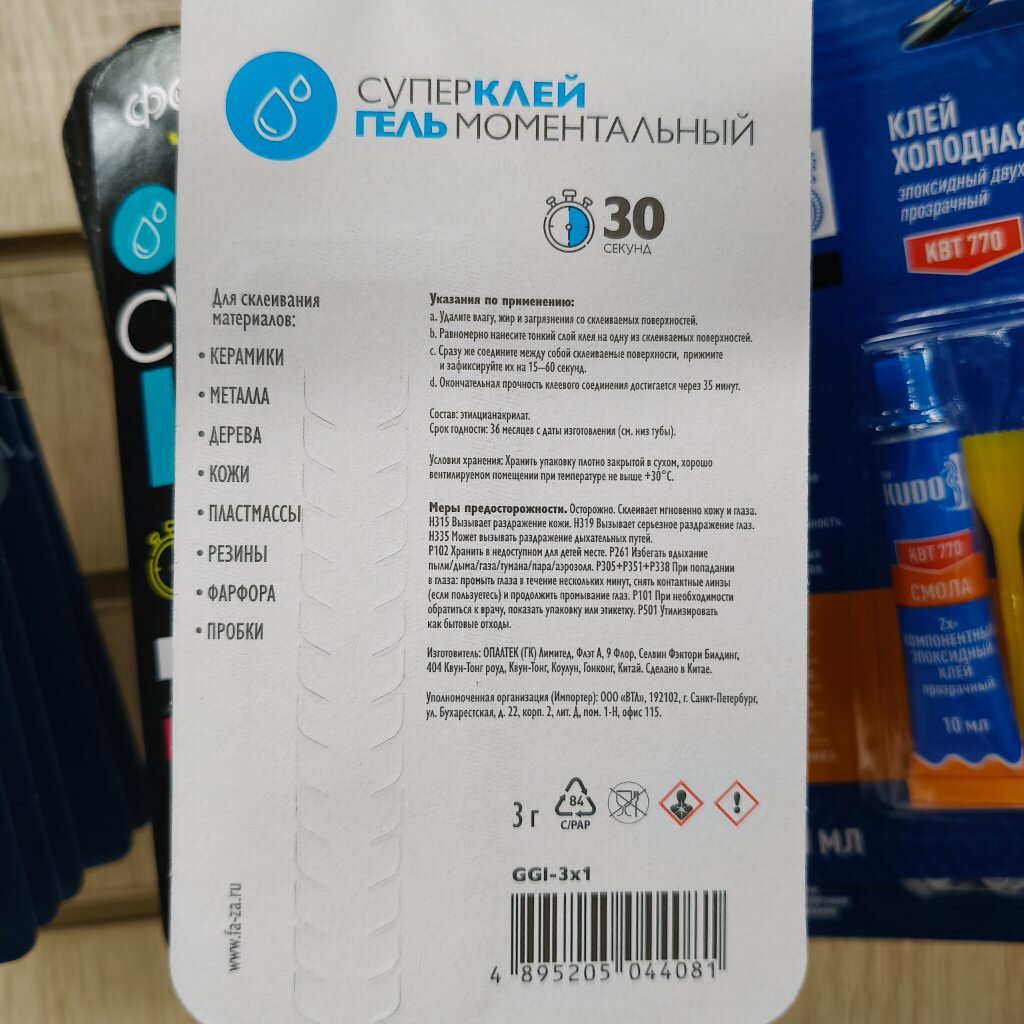 СУПЕРКЛЕЙ
ГЕЛЬ МОМЕНТАЛЬНЫЙ
30
СЕКУНД
Для склеивания
материалов:
• КЕРАМИКИ
• МЕТАЛЛА
• ДЕРЕВА
• КОЖИ
• ПЛАСТМАССЫ
• РЕЗИНЫ
• ФАРФОРА
• ПРОБКИ
Указания по применению:
a. Удалите влагу, жир и загрязнения со склеиваемых поверхностей.
b. Равномерно нанесите тонкий слой клея на одну из склеиваемых поверхностей.
c. Сразу же соедините между собой склеиваемые поверхности, прижмите
и зафиксируйте их на 15—60 секунд.
d. Окончательная прочность клеевого соединения достигается через 35 минут.
Состав: этилцианакрилат.
Срок годности: 36 месяцев с даты изготовления (см. низ тубы).
Условия хранения: Хранить упаковку плотно закрытой в сухом, хорошо
вентилируемом помещении при температуре не выше +30°С.
Меры предосторожности. Осторожно. Склеивает мгновенно кожу и глаза.
H315 Вызывает раздражение кожи. H319 Вызывает серьезное раздражение глаз.
H335 Может вызывать раздражение дыхательных путей.
P102 Хранить в недоступном для детей месте. P261 Избегать вдыхание
пыли/дыма/газа/тумана/пара/аэрозоля. P305+P351+P338 При попадании
в глаза: промыть глаза в течение нескольких минут, снять контактные линзы
(если пользуетесь) и продолжить промывание глаз. P101 При необходимости
обратиться к врачу, показать упаковку или этикетку. P501 Утилизировать
как бытовые отходы.
Изготовитель: ОПАЛТЕК (ГК) Лимитед, Флэт А, 9 Флор, Селвин Фэктори Билдинг,
404 Квун-Тонг роуд, Квун-Тонг, Коулун, Гонконг, Китай. Сделано в Китае.
Уполномоченная организация (Импортер): ООО «ВТА», 192102, г. Санкт-Петербург,
ул. Бухарестская, д. 22, корп. 2, лит. Д, пом. 1-Н, офис 115.
3 г
84
C/PAP
GGI-3x1
4 895205 044081
www.fa-za.ru
КЛЕЙ
ХОЛОДНАЯ
эпоксидный двух
прозрачный
КВТ 770
KUDO
КВТ 770
СМОЛА
2х-
компонентный
эпоксидный
клей
прозрачный
10 мл
МЛ